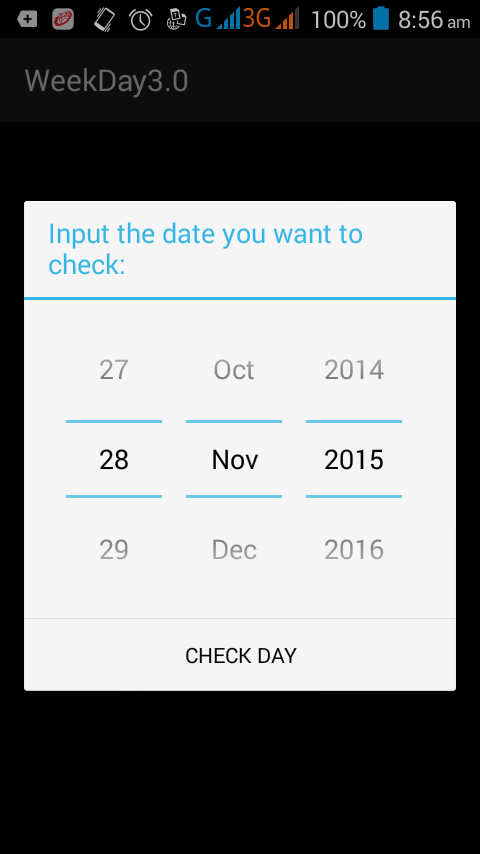 G 3G 100% 8:56 am
WeekDay3.0
Input the date you want to
check:
27 Oct 2014
28 Nov 2015
29 Dec 2016
CHECK DAY